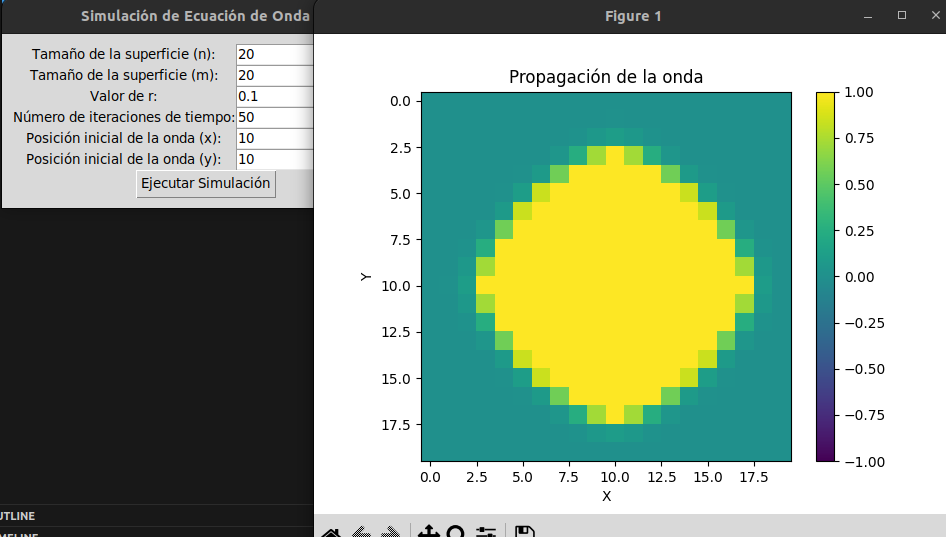 Simulación de Ecuación de Onda
Tamaño de la superficie (n): 20
Tamaño de la superficie (m): 20
Valor de r: 0.1
Número de iteraciones de tiempo: 50
Posición inicial de la onda (x): 10
Posición inicial de la onda (y): 10
Ejecutar Simulación
Figure 1
Propagación de la onda
0.0
2.5
5.0
7.5
10.0
12.5
15.0
17.5
Y
0.0 2.5 5.0 7.5 10.0 12.5 15.0 17.5
X
1.00
0.75
0.50
0.25
0.00
−0.25
−0.50
−0.75
−1.00
UTLINE
MELINE